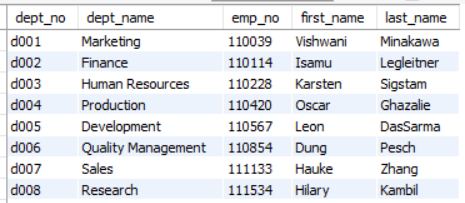 dept_no dept_name emp_no first_name last_name
d001 Marketing 110039 Vishwani Minakawa
d002 Finance 110114 Isamu Legleitner
d003 Human Resources 110228 Karsten Sigstam
d004 Production 110420 Oscar Ghazalie
d005 Development 110567 Leon DasSarma
d006 Quality Management 110854 Dung Pesch
d007 Sales 111133 Hauke Zhang
d008 Research 111534 Hilary Kambil